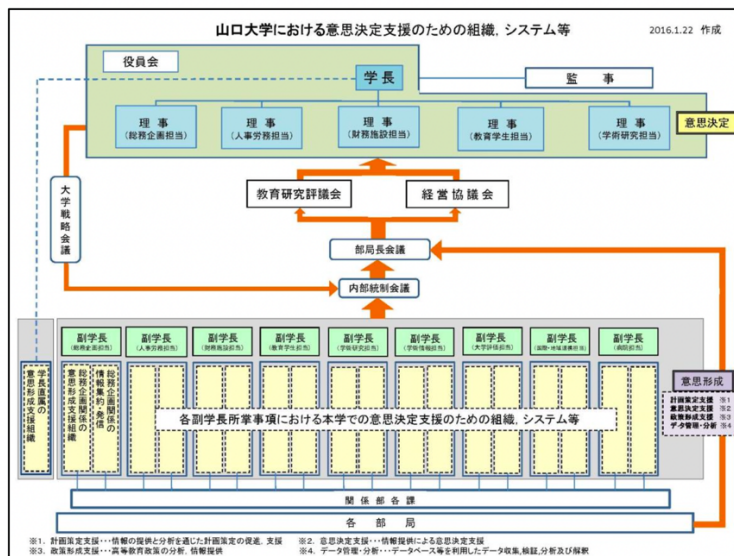 山口大学における意思決定支援のための組織，システム等
2016.1.22 作成
役員会
学長
監 事
理 事
(総務企画担当)
理 事
(人事労務担当)
理 事
(財務施設担当)
理 事
(教育学生担当)
理 事
(学術研究担当)
意思決定
大学戦略会議
教育研究評議会
経営協議会
部局長会議
内部統制会議
副学長
(総務企画担当)
副学長
(人事労務担当)
副学長
(財務施設担当)
副学長
(教育学生担当)
副学長
(学術研究担当)
副学長
(学術情報担当)
副学長
(大学評価担当)
副学長
(国際・地域連携担当)
副学長
(病院担当)
学長直属の
意思形成支援組織
総務企画関係の
情報集約・発信
総務企画関係の
意思形成支援組織
各副学長所掌事項における本学での意思決定支援のための組織，システム等
意思形成
計画策定支援 ※1
意思決定支援 ※2
政策形成支援 ※3
データ管理・分析 ※4
関係部各課
各部局
※1．計画策定支援・・・情報の提供と分析を通じた計画策定の促進，支援
※2．意思決定支援・・・情報提供による意思決定支援
※3．政策形成支援・・・高等教育政策の分析，情報提供
※4．データ管理・分析・・・データベース等を利用したデータ収集,検証,分析及び解釈